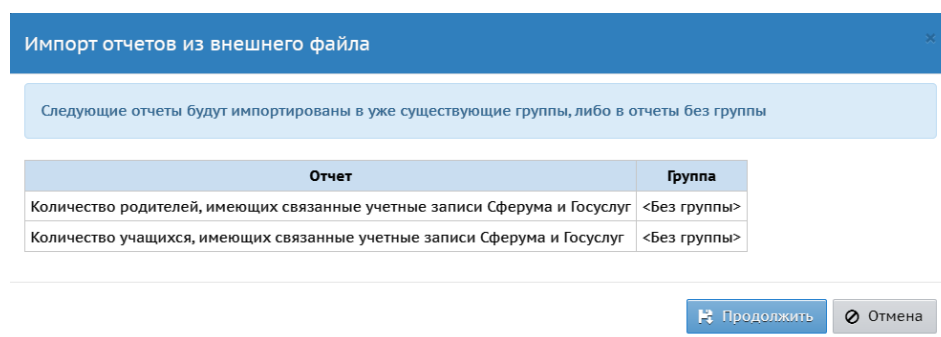 Импорт отчетов из внешнего файла
×
Следующие отчеты будут импортированы в уже существующие группы, либо в отчеты без группы
Отчет Группа
Количество родителей, имеющих связанные учетные записи Сферума и Госуслуг <Без группы>
Количество учащихся, имеющих связанные учетные записи Сферума и Госуслуг <Без группы>
Продолжить Отмена